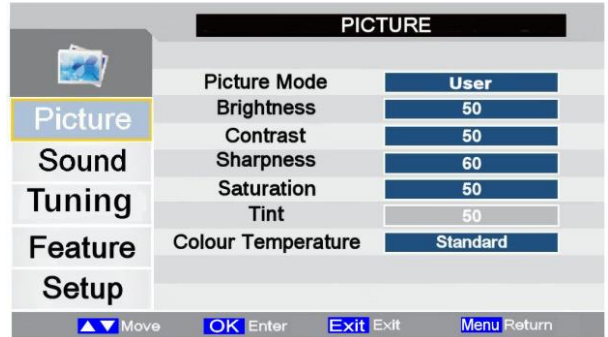 PICTURE
Picture Mode User
Brightness 50
Contrast 50
Sharpness 60
Saturation 50
Tint 50
Colour Temperature Standard
Picture
Sound
Tuning
Feature
Setup
▲▼ Move OK Enter Exit Exit Menu Return